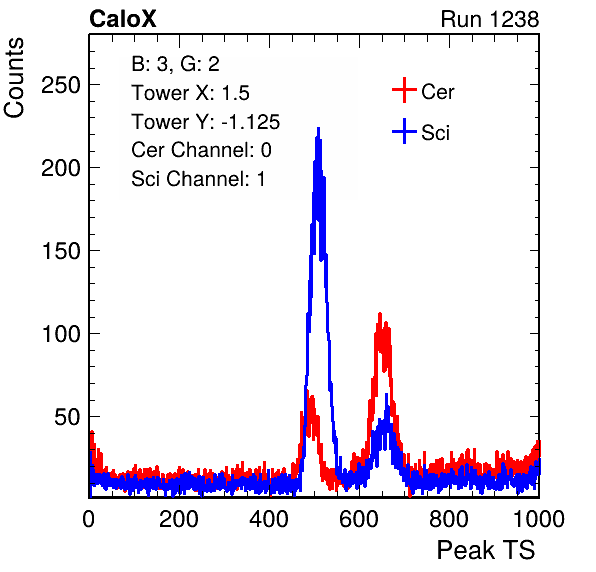 CaloX
Run 1238
Counts
B: 3, G: 2
Tower X: 1.5
Tower Y: -1.125
Cer Channel: 0
Sci Channel: 1
Cer
Sci
250
200
150
100
50
0 200 400 600 800 1000
Peak TS